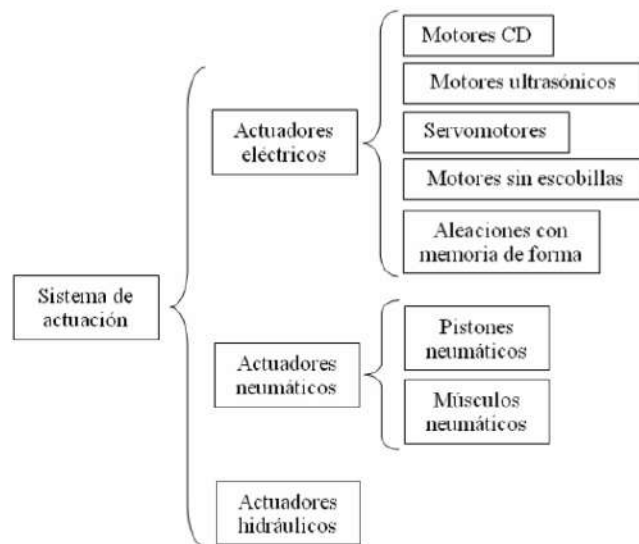 Sistema de
actuación
Actuadores
eléctricos
Motores CD
Motores ultrasónicos
Servomotores
Motores sin escobillas
Aleaciones con
memoria de forma
Actuadores
neumáticos
Pistones
neumáticos
Músculos
neumáticos
Actuadores
hidráulicos